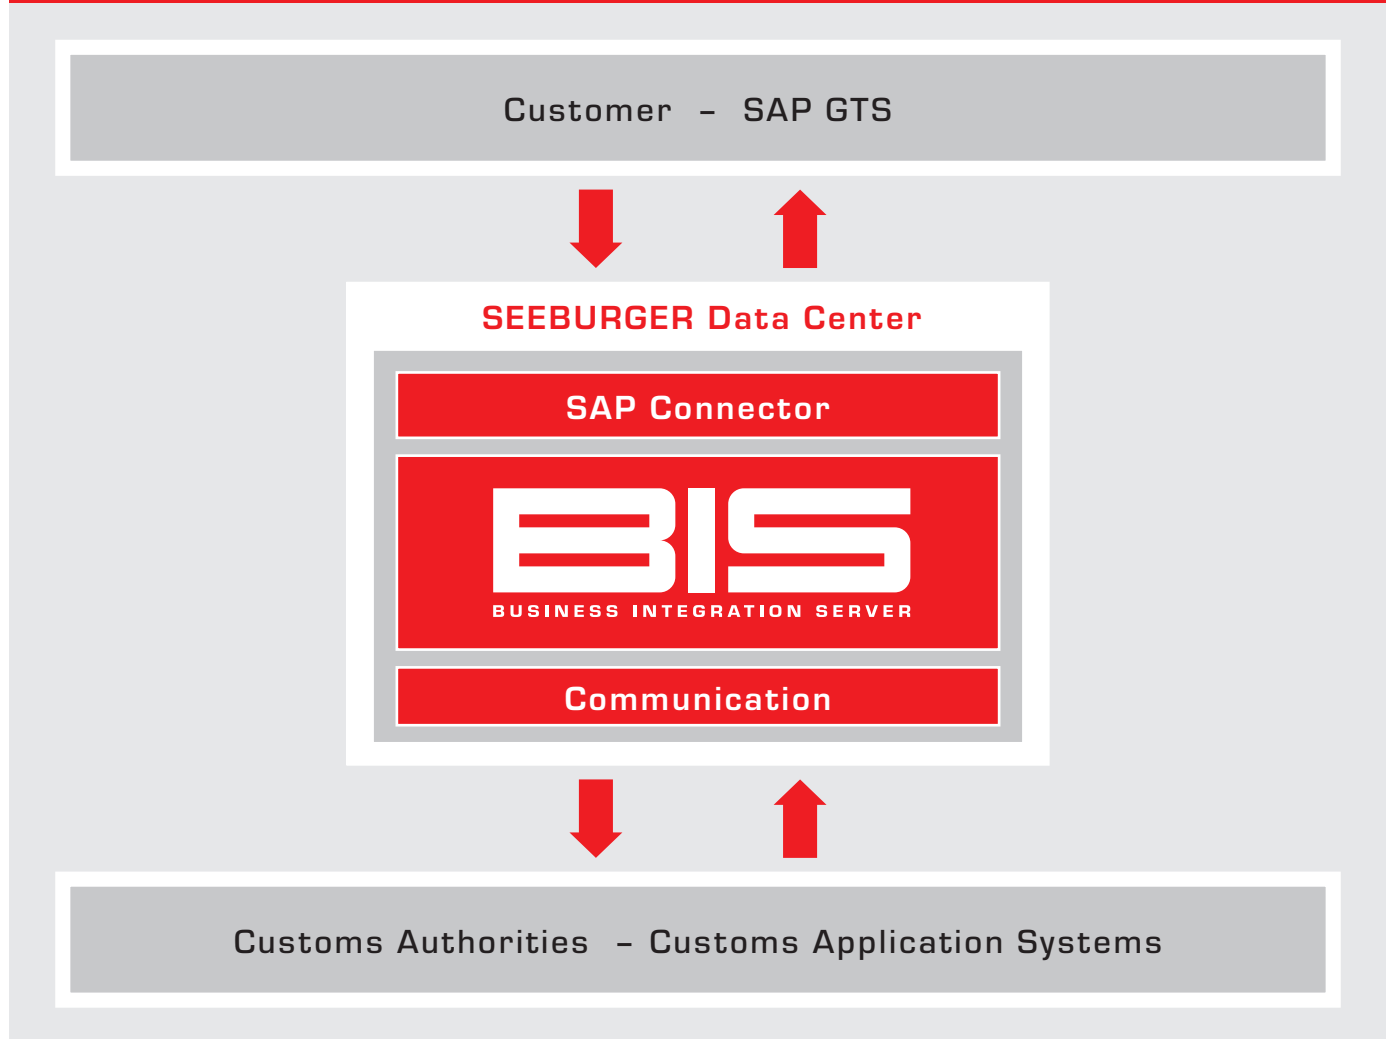 Customer – SAP GTS
SEEBURGER Data Center
SAP Connector
BIS
BUSINESS INTEGRATION SERVER
Communication
Customs Authorities – Customs Application Systems